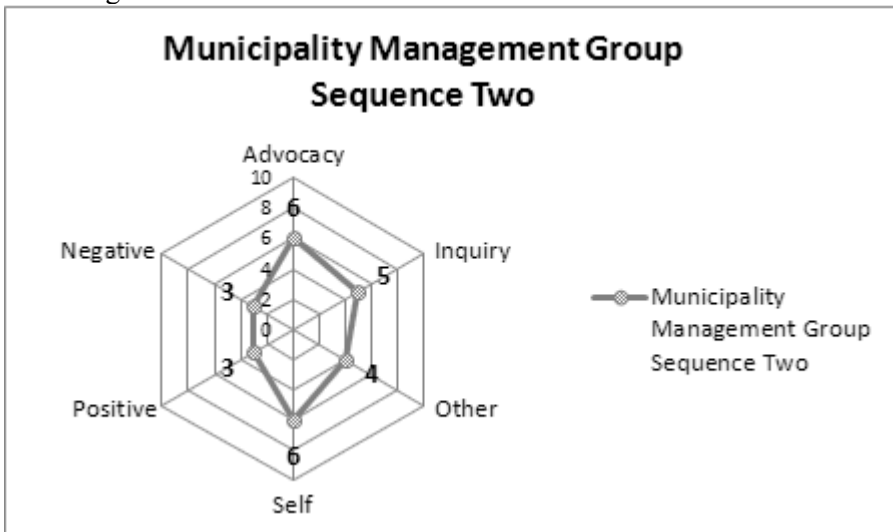 Municipality Management Group
Sequence Two
Advocacy
10
8
6
6
4
2
0
Negative
Inquiry
3
5
3
4
Positive
Other
6
Self
Municipality
Management Group
Sequence Two